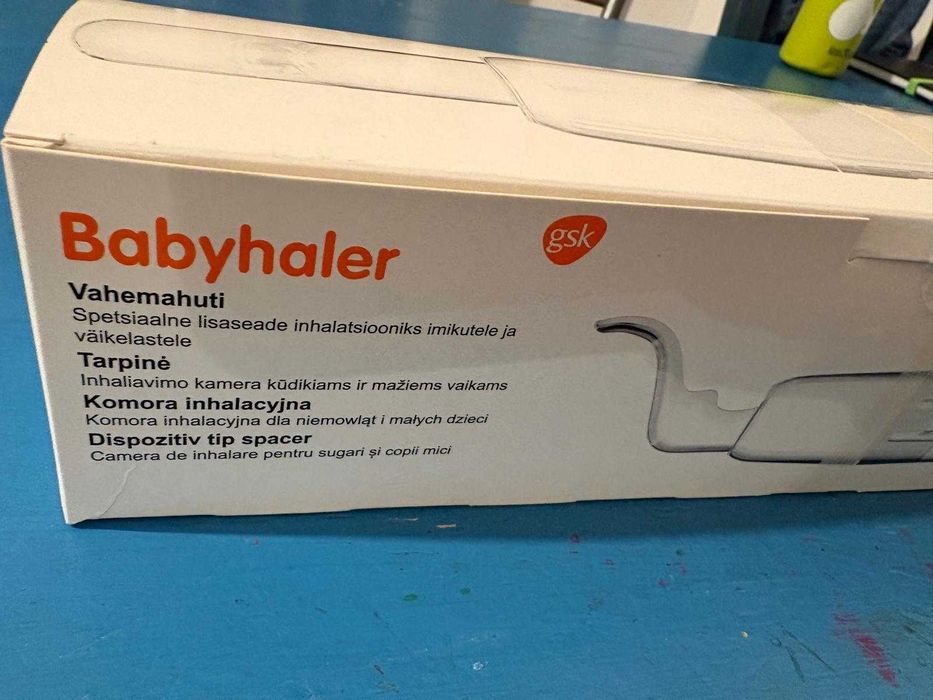 Babyhaler
gsk
Vahemahuti
Spetsiaalne lisaseade inhalatsiooniks imikutele ja
väikelastele
Tarpinė
Inhaliavimo kamera kūdikiams ir mažiems vaikams
Komora inhalacyjna
Komora inhalacyjna dla niemowląt i małych dzieci
Dispozitiv tip spacer
Camera de inhalare pentru sugari și copii mici